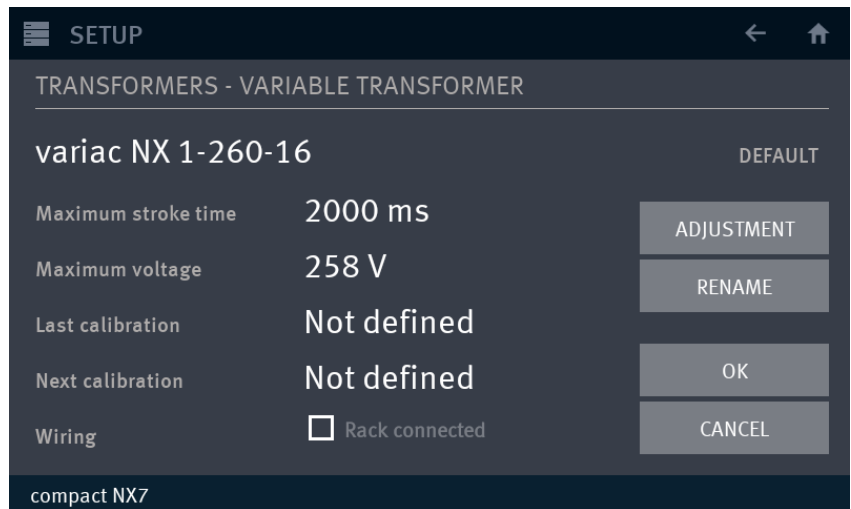 SETUP
TRANSFORMERS - VARIABLE TRANSFORMER
variac NX 1-260-16
DEFAULT
Maximum stroke time 2000 ms
ADJUSTMENT
Maximum voltage 258 V
RENAME
Last calibration Not defined
Next calibration Not defined
OK
Wiring Rack connected
CANCEL
compact NX7